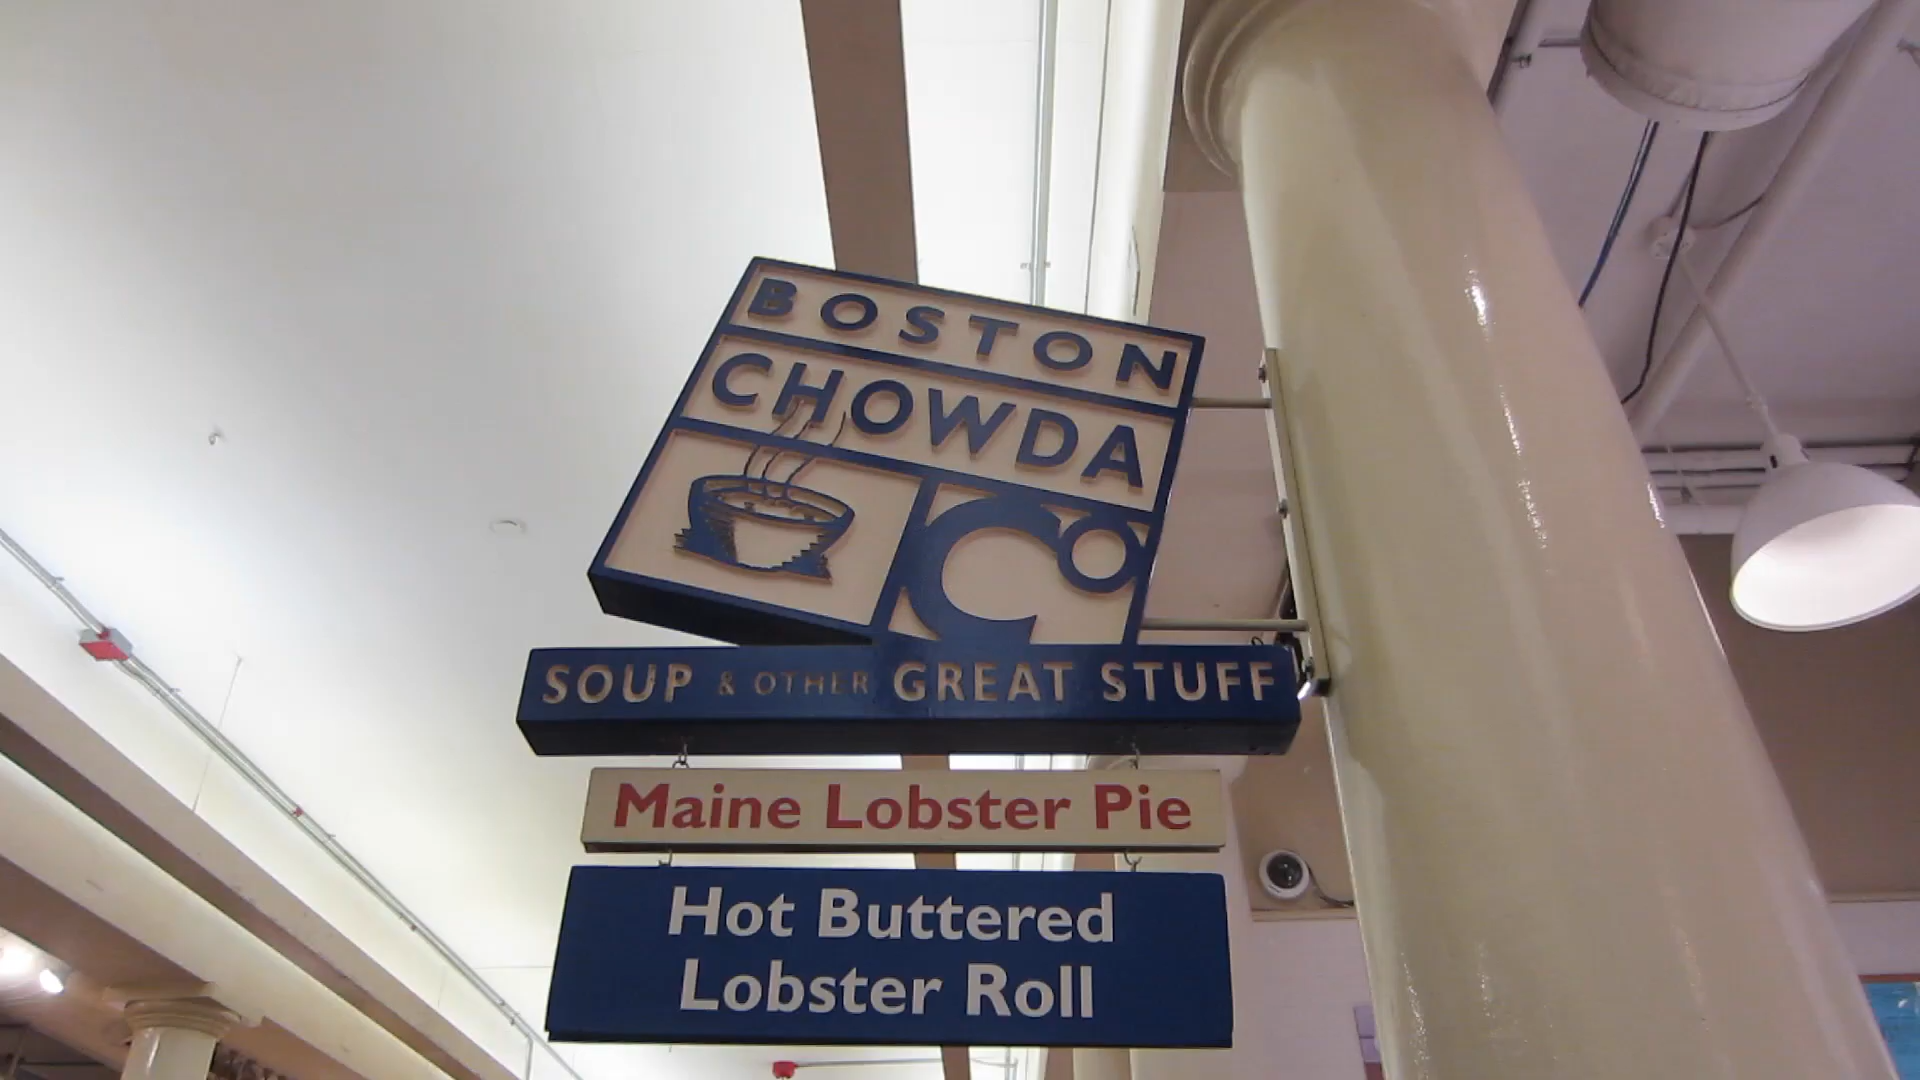 BOSTON
CHOWDA
Co
SOUP & OTHER GREAT STUFF
Maine Lobster Pie
Hot Buttered
Lobster Roll